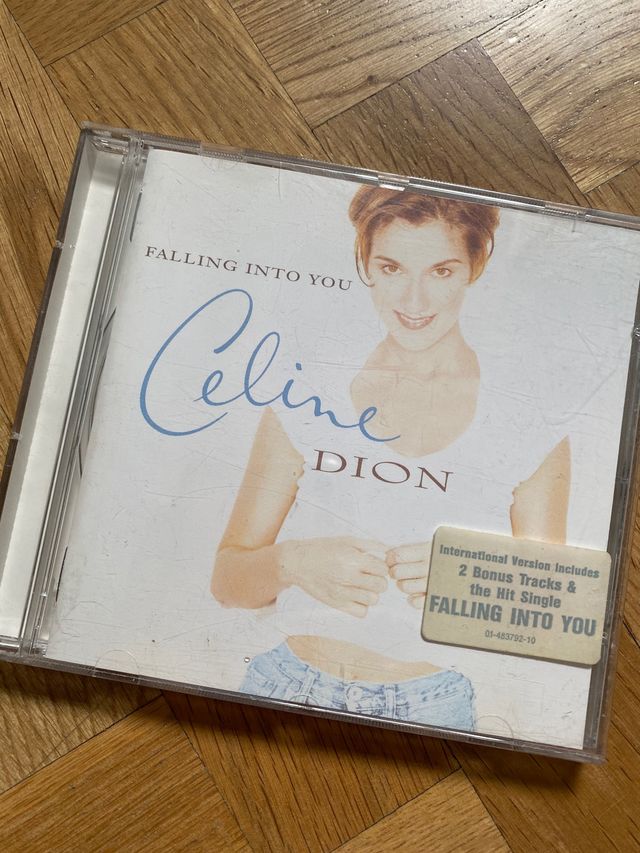 FALLING INTO YOU
Celine
DION
International Version Includes
2 Bonus Tracks &
the Hit Single
FALLING INTO YOU
01-483792-10